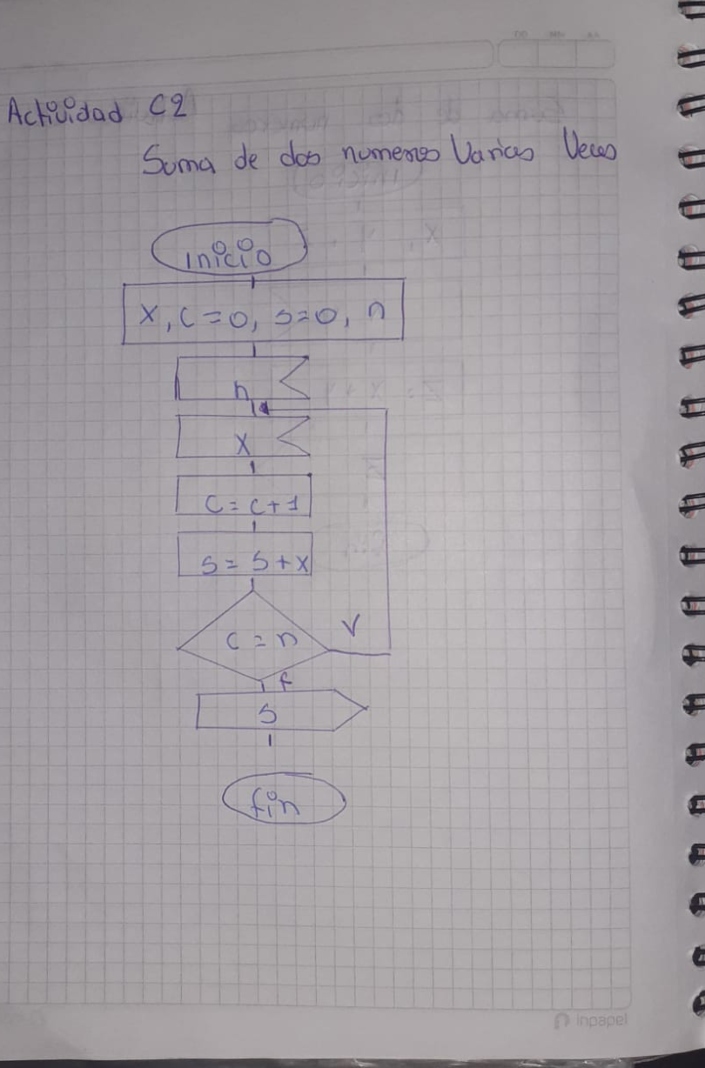 Actividad C2
Suma de dos numeros Varias Veces
inicio
X, C=0, S=0, n
n
X
C = C+1
S = S+X
C = n
V
f
S
fin
inpapel